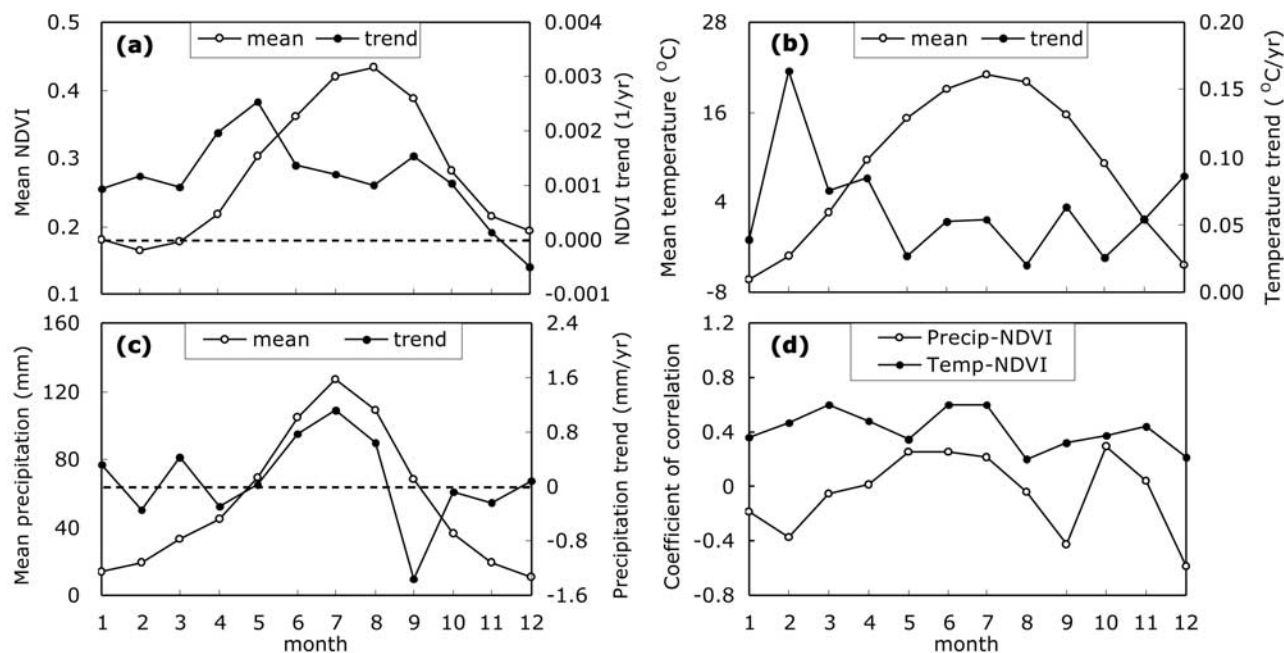 (a)
mean trend
Mean NDVI
0.5
0.4
0.3
0.2
0.1
0.004
0.003
0.002
0.001
0.000
-0.001
NDVI trend (1/yr)
(b)
mean trend
Mean temperature ( °C)
28
16
4
-8
0.20
0.15
0.10
0.05
0.00
Temperature trend ( °C/yr)
(c)
mean trend
Mean precipitation (mm)
160
120
80
40
0
2.4
1.6
0.8
0
-0.8
-1.6
Precipitation trend (mm/yr)
1 2 3 4 5 6 7 8 9 10 11 12
month
(d)
Precip-NDVI
Temp-NDVI
Coefficient of correlation
1.2
0.8
0.4
0
-0.4
-0.8
1 2 3 4 5 6 7 8 9 10 11 12
month